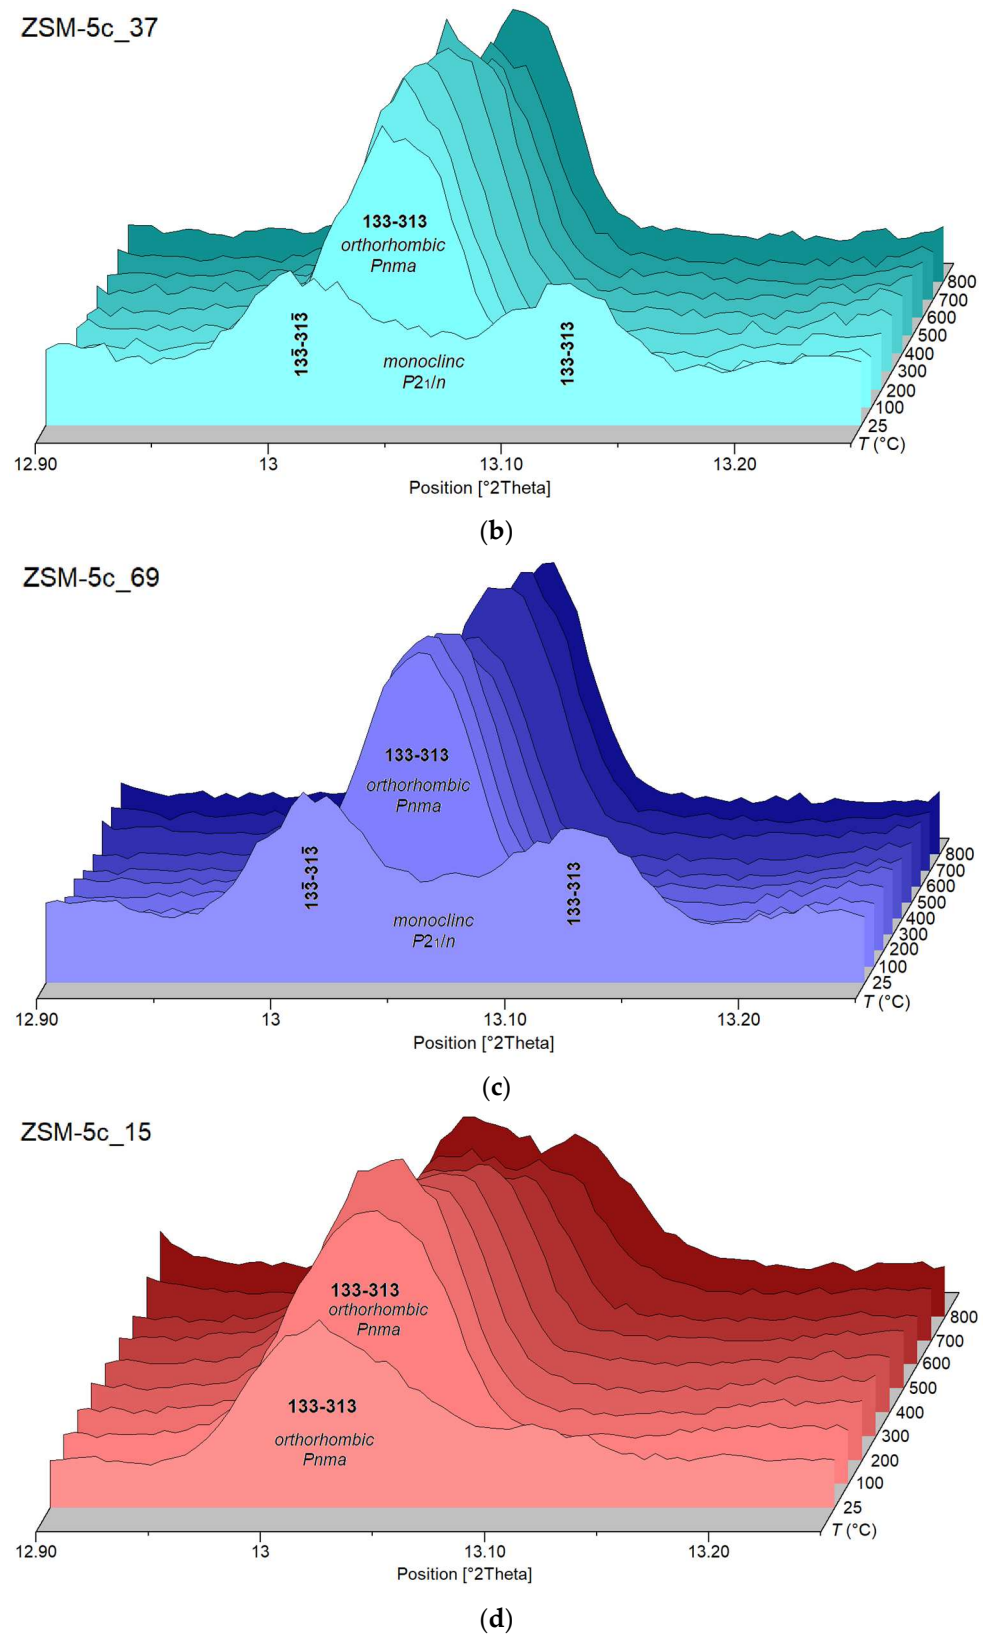 ZSM-5c_37
133-313
orthorhombic
Pnma
13̅3̅-31̅3̅
monoclinc
P2₁/n
133-313
800
700
600
500
400
300
200
100
25
T (°C)
12.90
13
13.10
13.20
Position [°2Theta]
(b)
ZSM-5c_69
133-313
orthorhombic
Pnma
13̅3̅-31̅3̅
monoclinc
P2₁/n
133-313
800
700
600
500
400
300
200
100
25
T (°C)
12.90
13
13.10
13.20
Position [°2Theta]
(c)
ZSM-5c_15
133-313
orthorhombic
Pnma
133-313
orthorhombic
Pnma
800
700
600
500
400
300
200
100
25
T (°C)
12.90
13
13.10
13.20
Position [°2Theta]
(d)